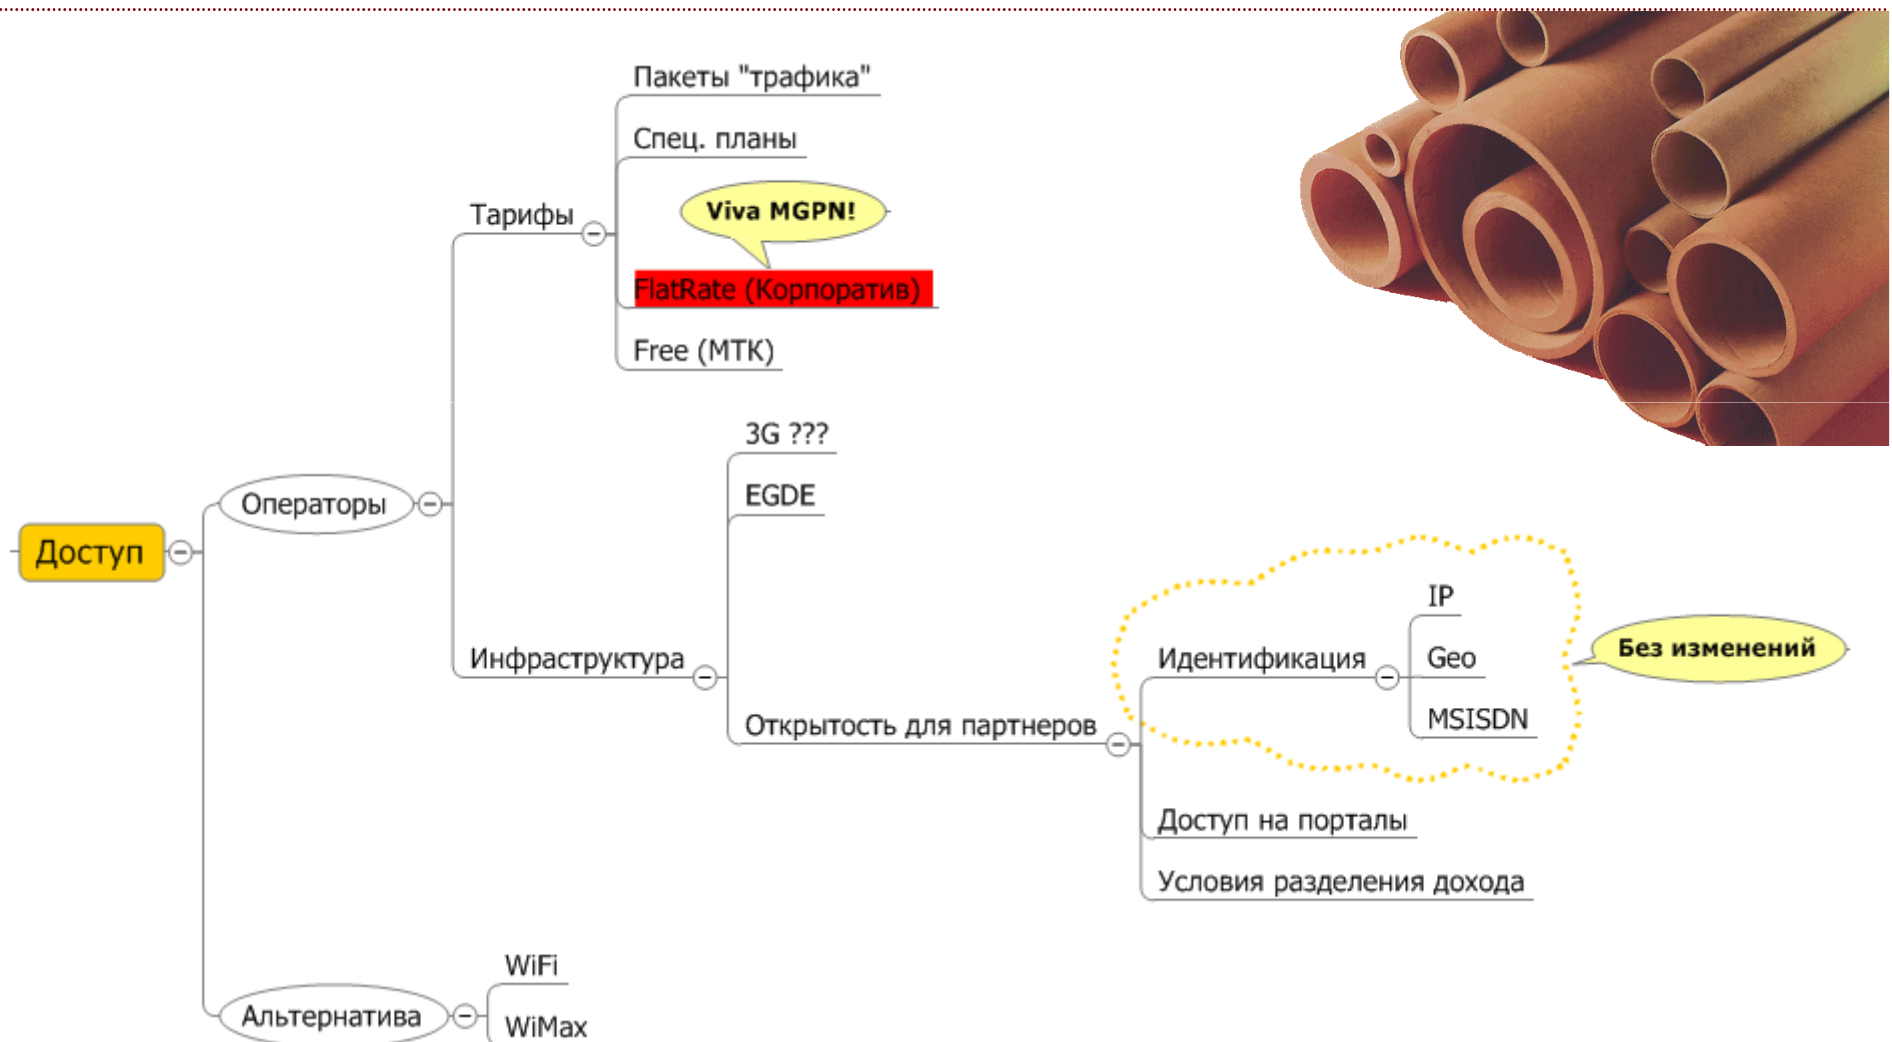 Пакеты "трафика"
Спец. планы
Тарифы
Viva MGPN!
FlatRate (Корпоратив)
Free (МТК)
3G ???
EGDE
Операторы
Доступ
IP
Идентификация
Geo
Без изменений
MSISDN
Инфраструктура
Открытость для партнеров
Доступ на порталы
Условия разделения дохода
WiFi
Альтернатива
WiMax